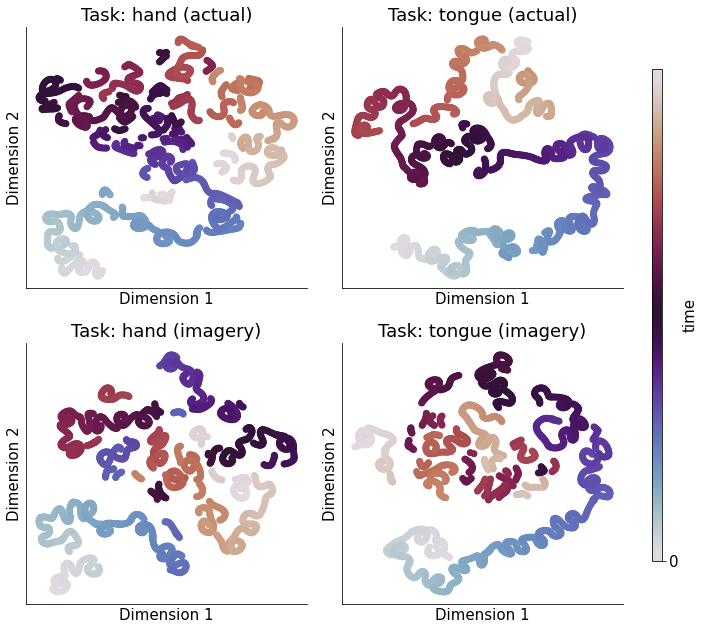 Task: hand (actual)
Dimension 2
Dimension 1
Task: tongue (actual)
Dimension 2
Dimension 1
Task: hand (imagery)
Dimension 2
Dimension 1
Task: tongue (imagery)
Dimension 2
Dimension 1
time
0